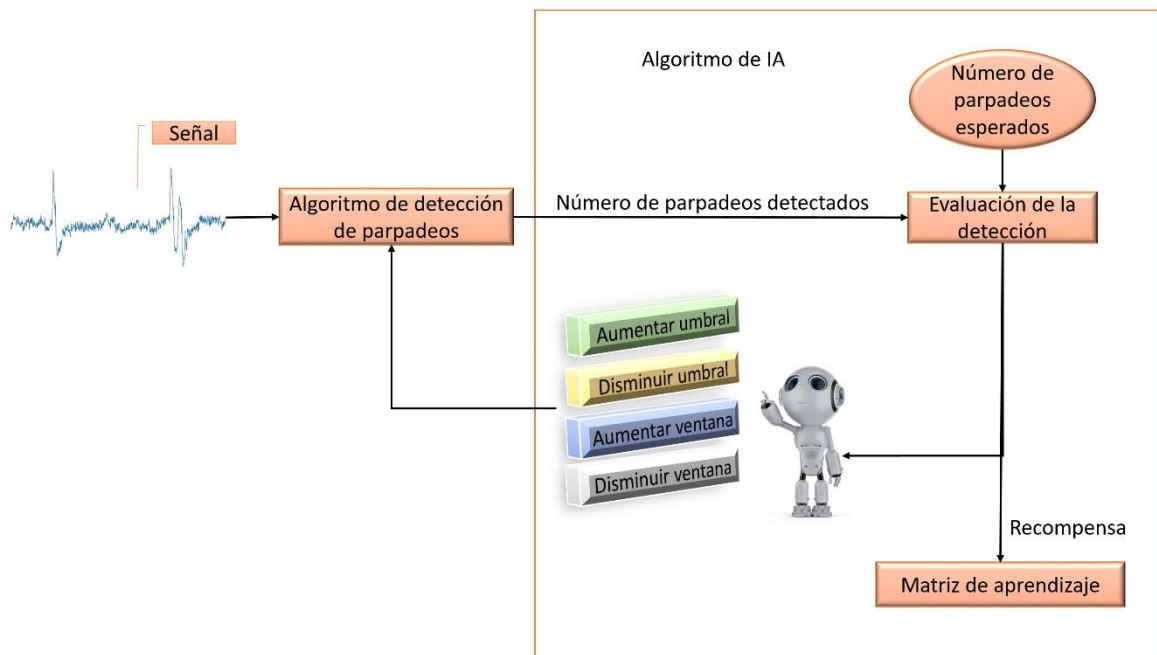 Algoritmo de IA
Número de
parpadeos
esperados
Señal
Algoritmo de detección
de parpadeos
Número de parpadeos detectados
Evaluación de la
detección
Aumentar umbral
Disminuir umbral
Aumentar ventana
Disminuir ventana
Recompensa
Matriz de aprendizaje